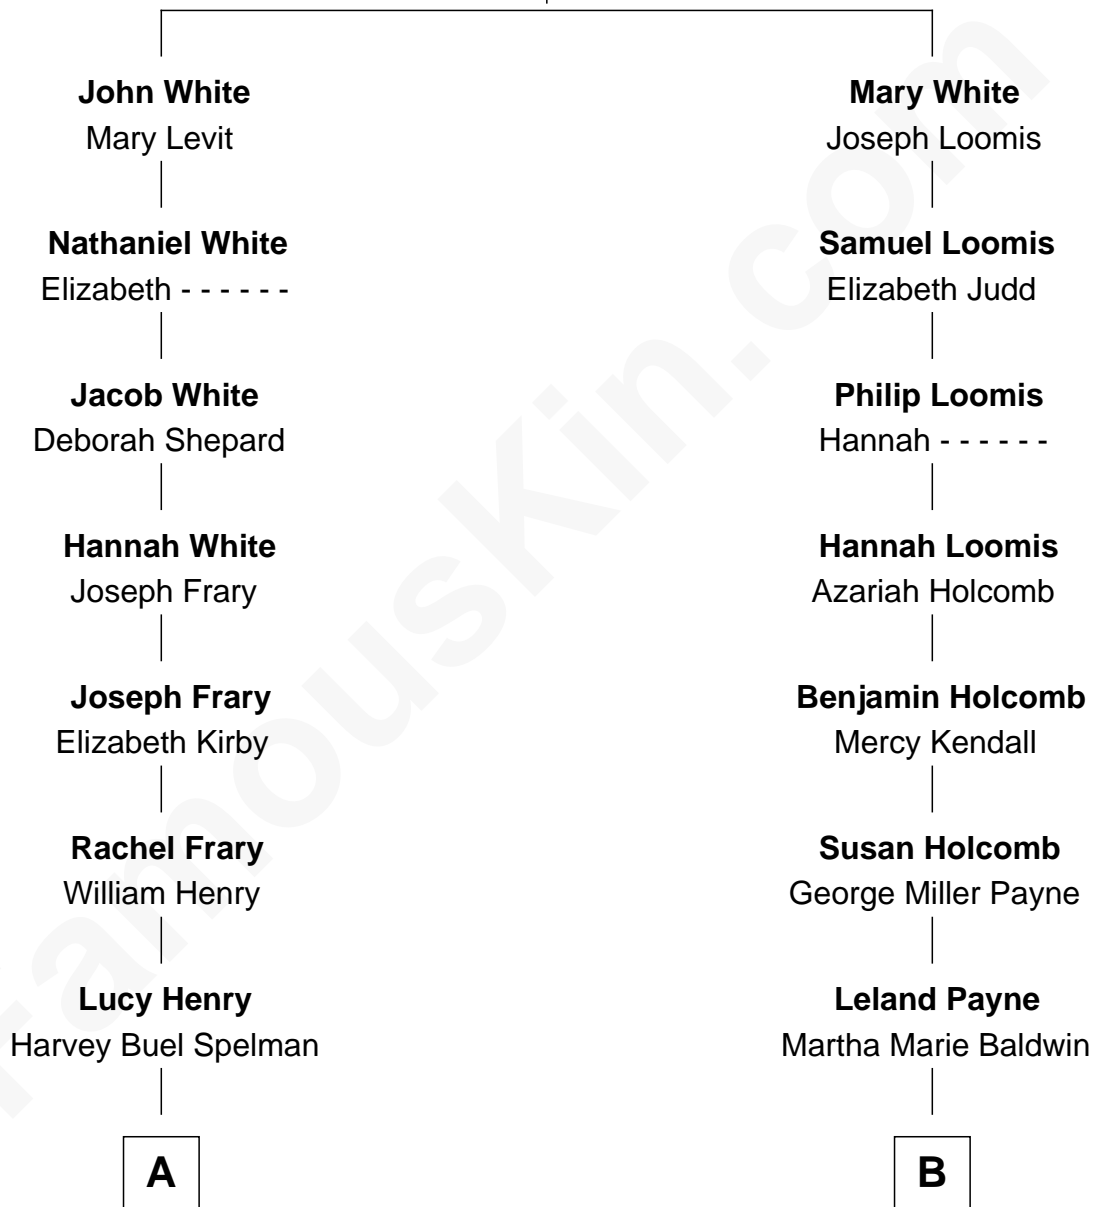 John White
Mary Levit
Nathaniel White
Elizabeth - - - - - -
Jacob White
Deborah Shepard
Hannah White
Joseph Frary
Joseph Frary
Elizabeth Kirby
Rachel Frary
William Henry
Lucy Henry
Harvey Buel Spelman
A
Mary White
Joseph Loomis
Samuel Loomis
Elizabeth Judd
Philip Loomis
Hannah - - - - - -
Hannah Loomis
Azariah Holcomb
Benjamin Holcomb
Mercy Kendall
Susan Holcomb
George Miller Payne
Leland Payne
Martha Marie Baldwin
B
FamousKin.com